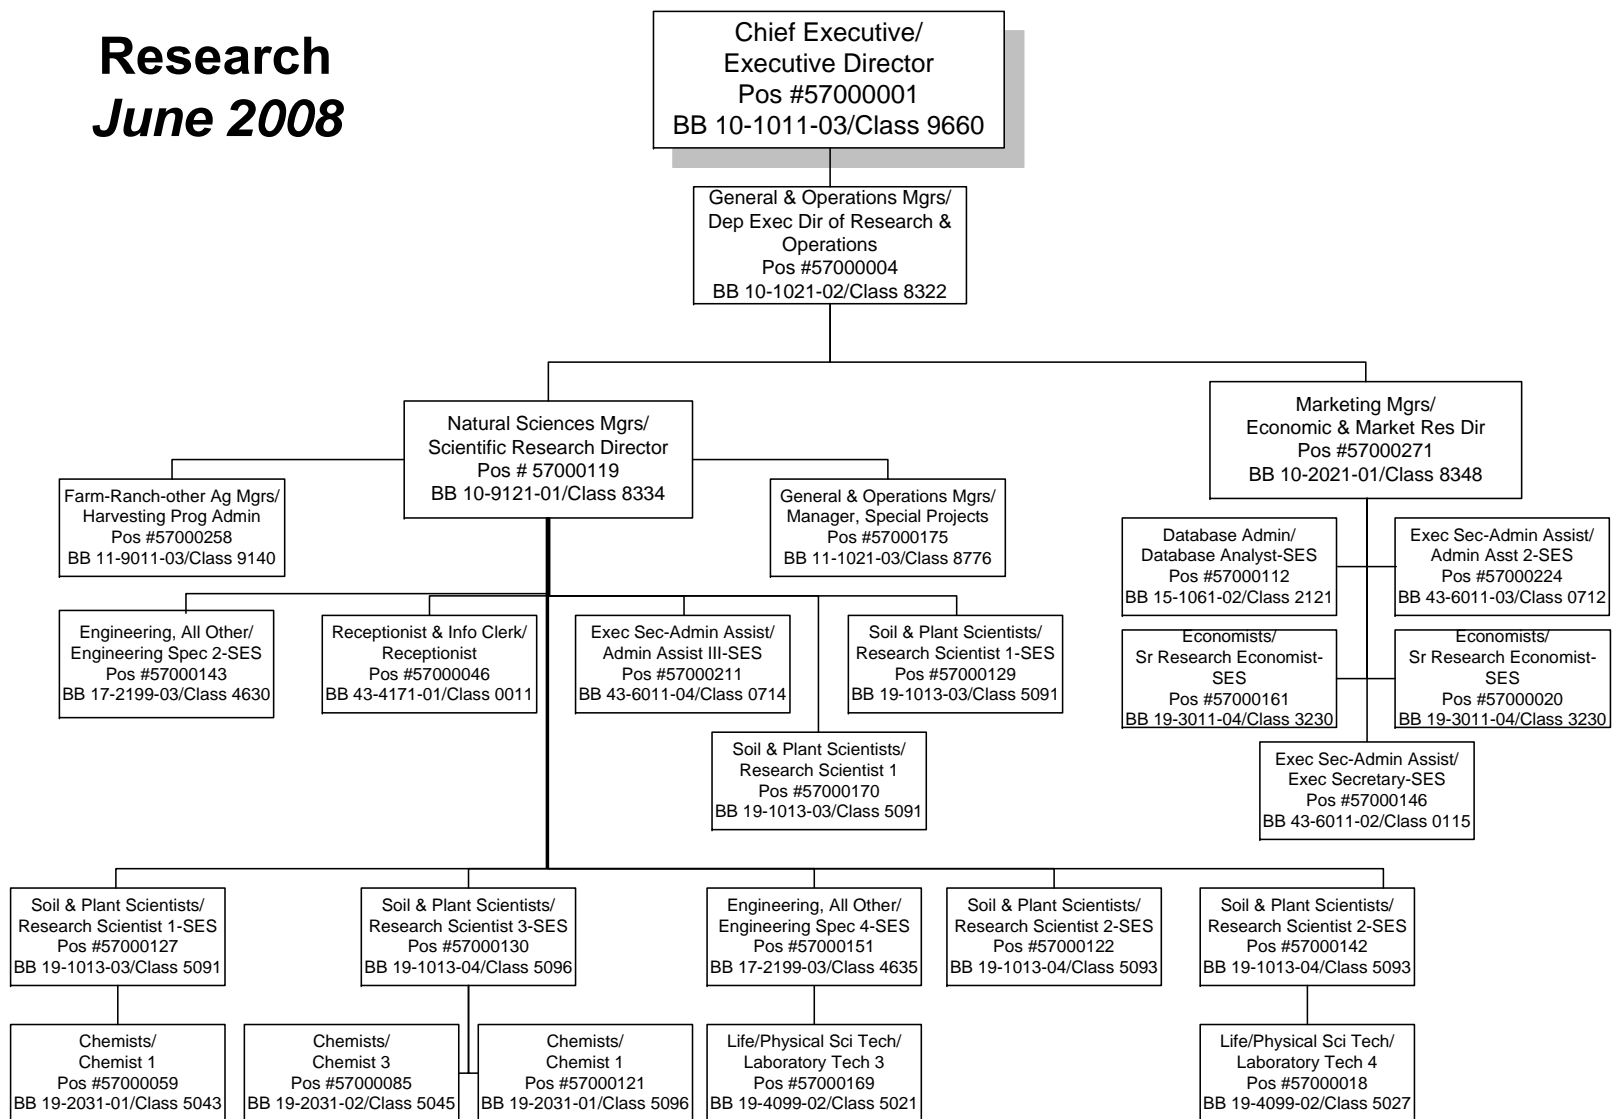 Research
June 2008
Chief Executive/
Executive Director
Pos #57000001
BB 10-1011-03/Class 9660
General & Operations Mgrs/
Dep Exec Dir of Research &
Operations
Pos #57000004
BB 10-1021-02/Class 8322
Natural Sciences Mgrs/
Scientific Research Director
Pos # 57000119
BB 10-9121-01/Class 8334
Marketing Mgrs/
Economic & Market Res Dir
Pos #57000271
BB 10-2021-01/Class 8348
Farm-Ranch-other Ag Mgrs/
Harvesting Prog Admin
Pos #57000258
BB 11-9011-03/Class 9140
General & Operations Mgrs/
Manager, Special Projects
Pos #57000175
BB 11-1021-03/Class 8776
Database Admin/
Database Analyst-SES
Pos #57000112
BB 15-1061-02/Class 2121
Exec Sec-Admin Assist/
Admin Asst 2-SES
Pos #57000224
BB 43-6011-03/Class 0712
Engineering, All Other/
Engineering Spec 2-SES
Pos #57000143
BB 17-2199-03/Class 4630
Receptionist & Info Clerk/
Receptionist
Pos #57000046
BB 43-4171-01/Class 0011
Exec Sec-Admin Assist/
Admin Assist III-SES
Pos #57000211
BB 43-6011-04/Class 0714
Soil & Plant Scientists/
Research Scientist 1-SES
Pos #57000129
BB 19-1013-03/Class 5091
Economists/
Sr Research Economist-
SES
Pos #57000161
BB 19-3011-04/Class 3230
Economists/
Sr Research Economist-
SES
Pos #57000020
BB 19-3011-04/Class 3230
Soil & Plant Scientists/
Research Scientist 1
Pos #57000170
BB 19-1013-03/Class 5091
Exec Sec-Admin Assist/
Exec Secretary-SES
Pos #57000146
BB 43-6011-02/Class 0115
Soil & Plant Scientists/
Research Scientist 1-SES
Pos #57000127
BB 19-1013-03/Class 5091
Soil & Plant Scientists/
Research Scientist 3-SES
Pos #57000130
BB 19-1013-04/Class 5096
Engineering, All Other/
Engineering Spec 4-SES
Pos #57000151
BB 17-2199-03/Class 4635
Soil & Plant Scientists/
Research Scientist 2-SES
Pos #57000122
BB 19-1013-04/Class 5093
Soil & Plant Scientists/
Research Scientist 2-SES
Pos #57000142
BB 19-1013-04/Class 5093
Chemists/
Chemist 1
Pos #57000059
BB 19-2031-01/Class 5043
Chemists/
Chemist 3
Pos #57000085
BB 19-2031-02/Class 5045
Chemists/
Chemist 1
Pos #57000121
BB 19-2031-01/Class 5096
Life/Physical Sci Tech/
Laboratory Tech 3
Pos #57000169
BB 19-4099-02/Class 5021
Life/Physical Sci Tech/
Laboratory Tech 4
Pos #57000018
BB 19-4099-02/Class 5027